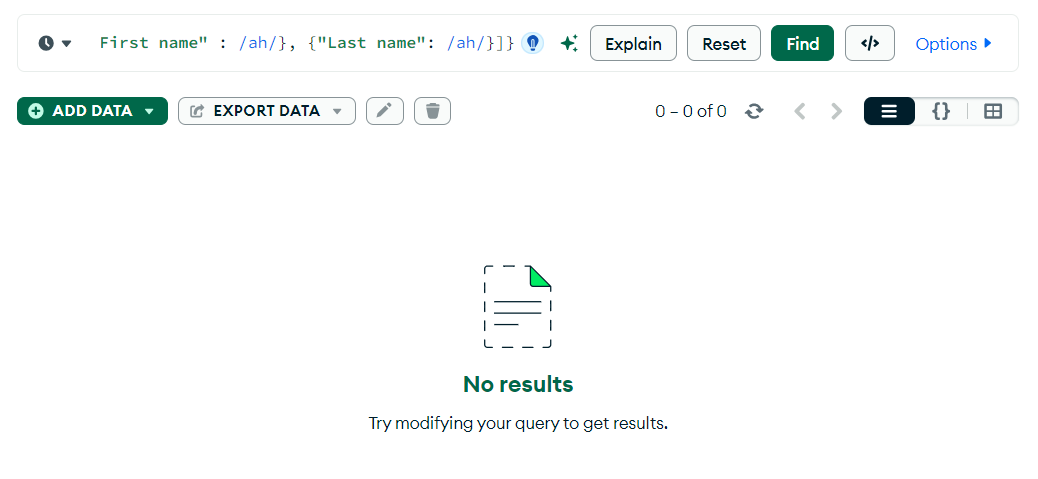 First name" : /ah/}, {"Last name": /ah/}]} Explain Reset Find </> Options
ADD DATA EXPORT DATA 0 – 0 of 0 {}
No results
Try modifying your query to get results.